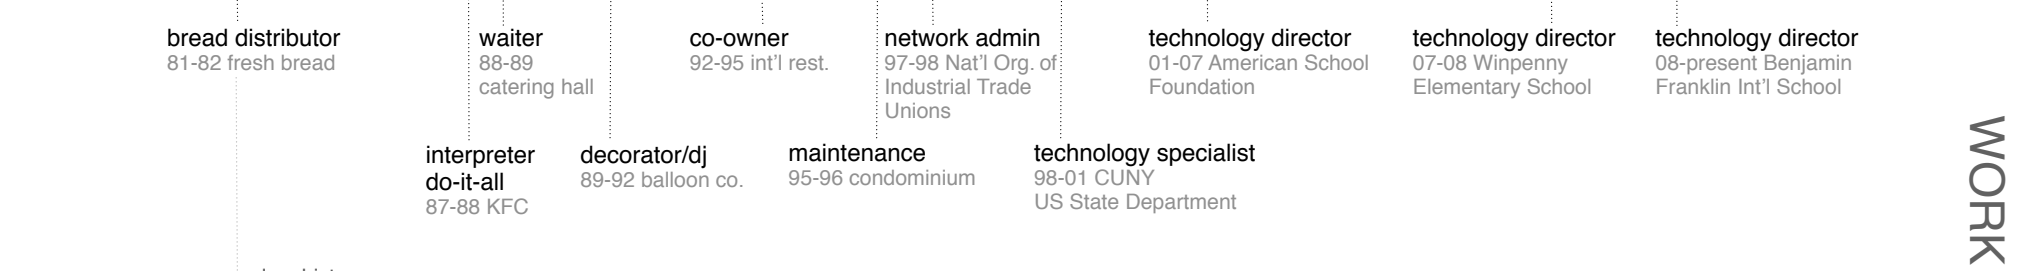 bread distributor
81-82 fresh bread
waiter
88-89
catering hall
co-owner
92-95 int'l rest.
network admin
97-98 Nat'l Org. of
Industrial Trade
Unions
technology director
01-07 American School
Foundation
technology director
07-08 Winpenny
Elementary School
technology director
08-present Benjamin
Franklin Int'l School
interpreter
do-it-all
87-88 KFC
decorator/dj
89-92 balloon co.
maintenance
95-96 condominium
technology specialist
98-01 CUNY
US State Department
WORK